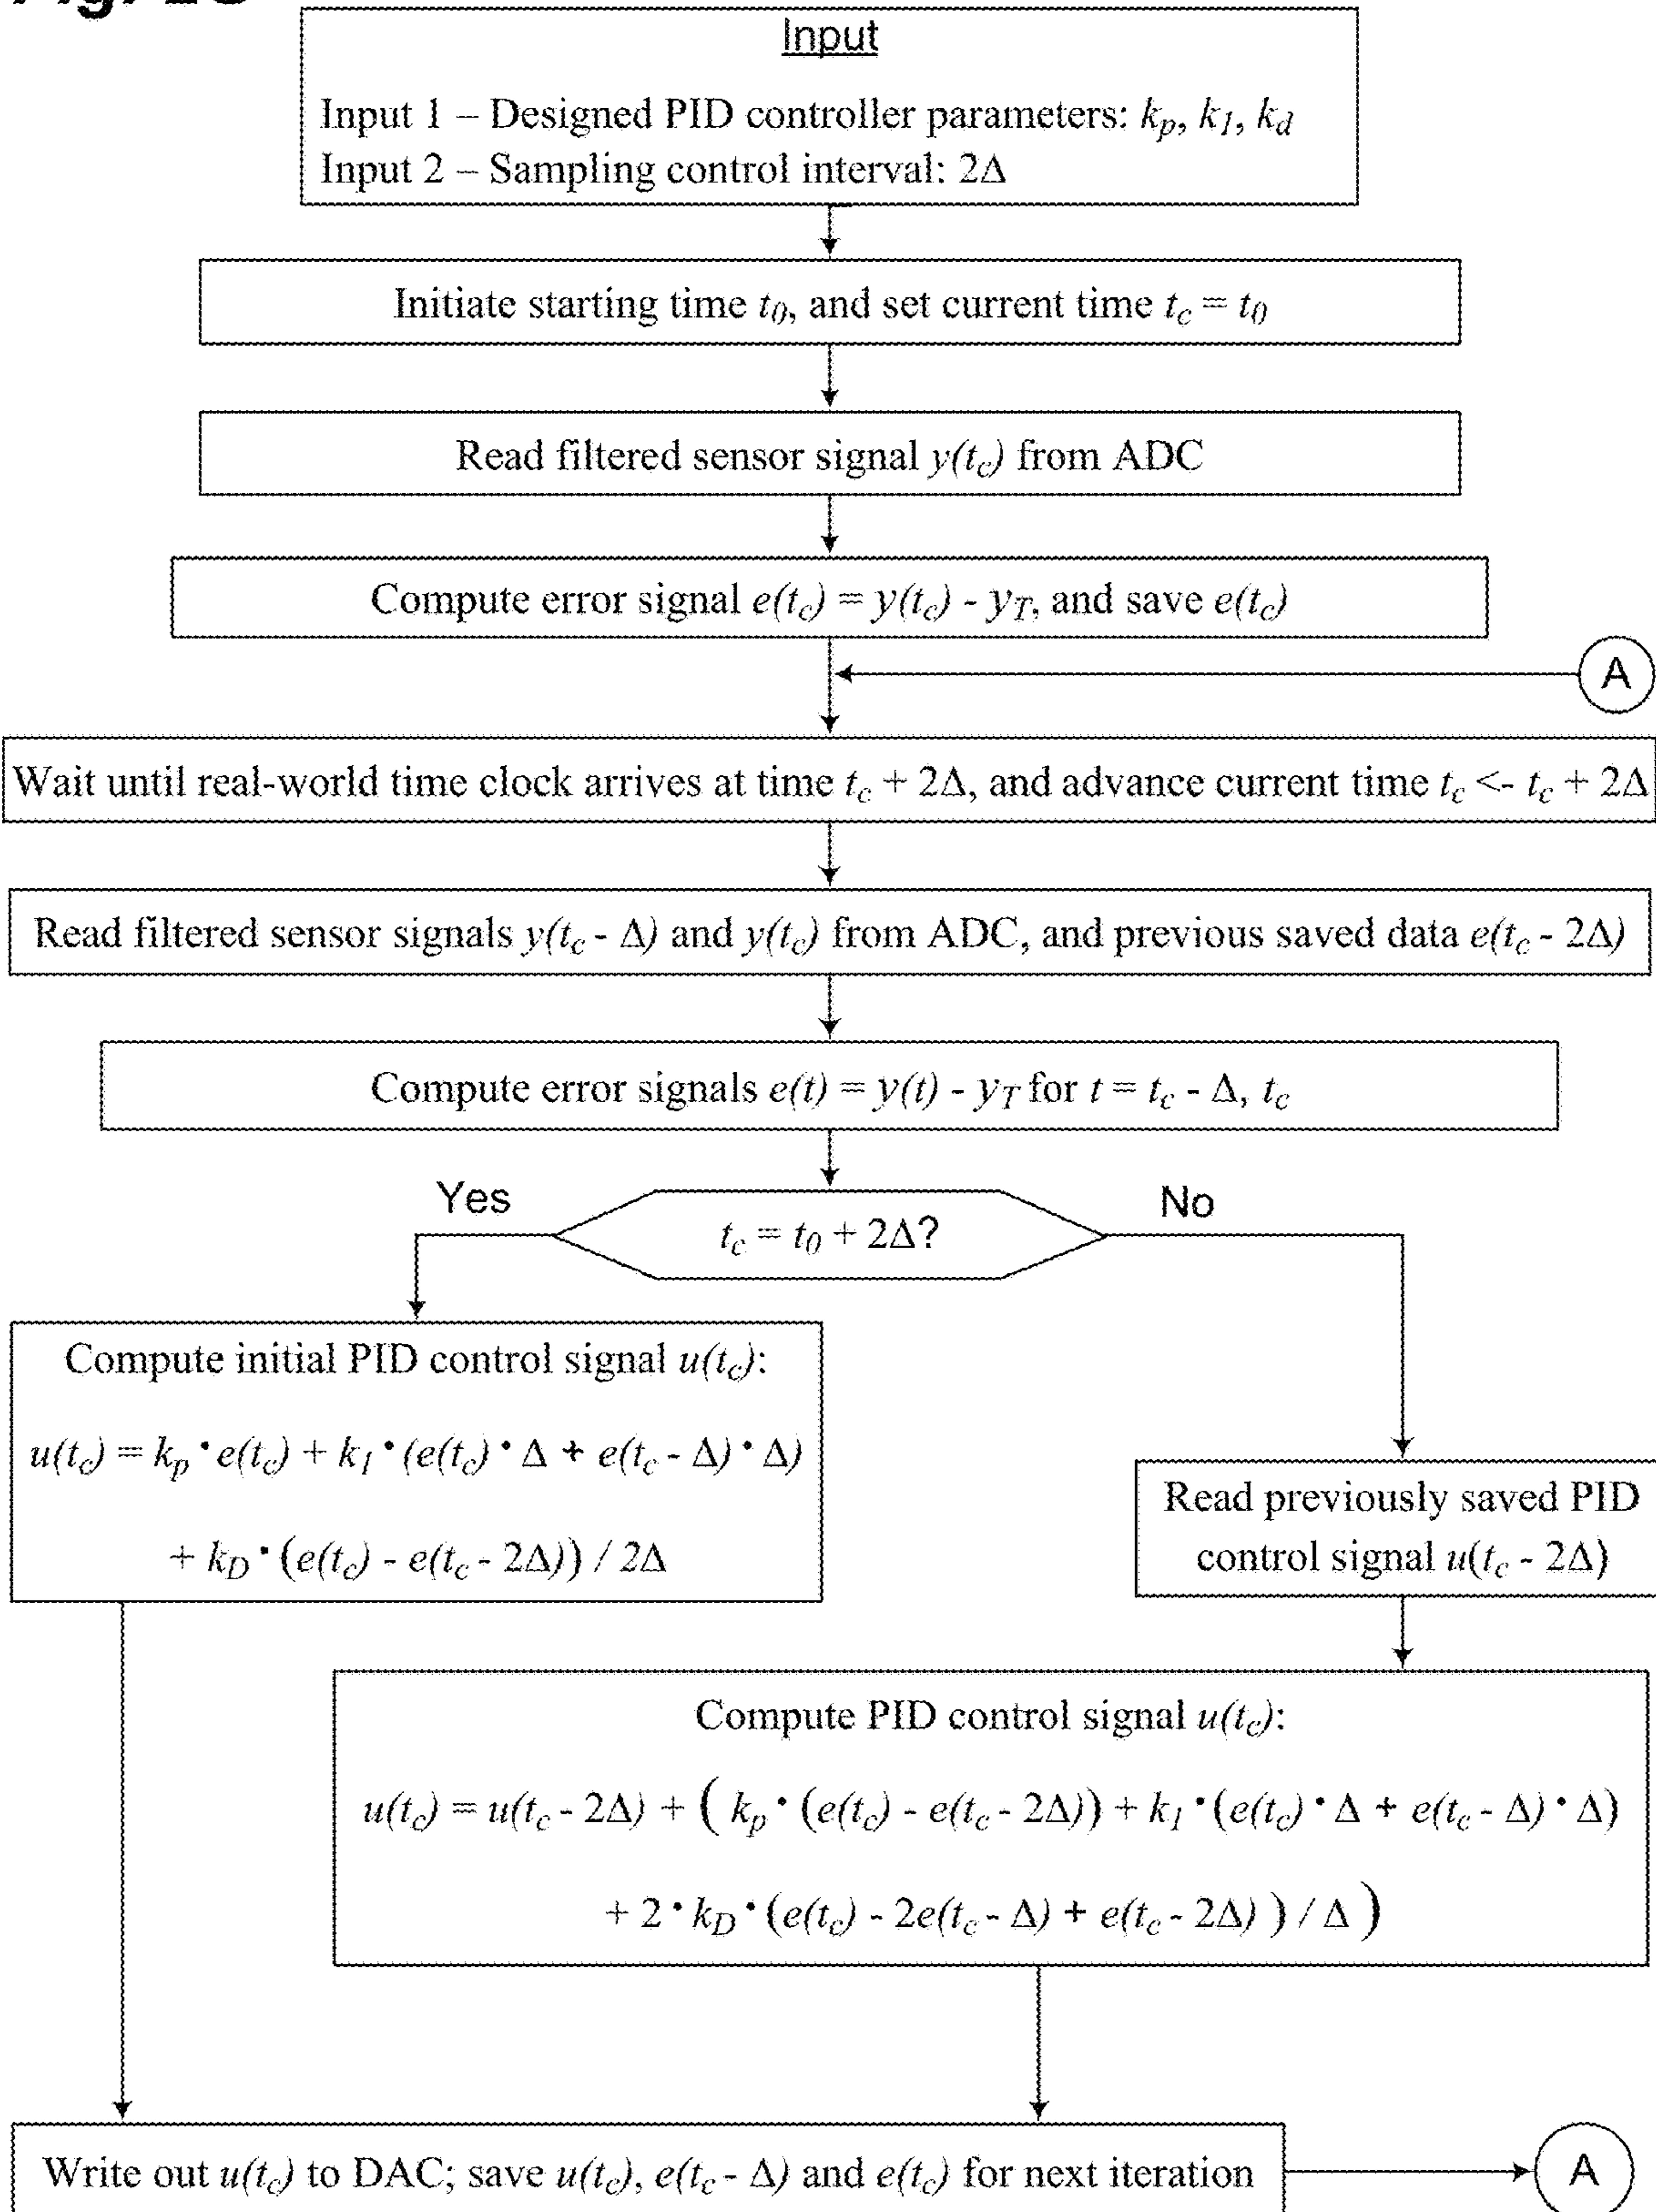 Input
Input 1 – Designed PID controller parameters: kp, kI, kd
Input 2 – Sampling control interval: 2Δ
Initiate starting time t0, and set current time tc = t0
Read filtered sensor signal y(tc) from ADC
Compute error signal e(tc) = y(tc) - yT, and save e(tc)
A
Wait until real-world time clock arrives at time tc + 2Δ, and advance current time tc <- tc + 2Δ
Read filtered sensor signals y(tc - Δ) and y(tc) from ADC, and previous saved data e(tc - 2Δ)
Compute error signals e(t) = y(t) - yT for t = tc - Δ, tc
Yes
tc = t0 + 2Δ?
No
Compute initial PID control signal u(tc):
u(tc) = kp • e(tc) + kI • (e(tc) • Δ + e(tc - Δ) • Δ)
+ kD • (e(tc) - e(tc - 2Δ)) / 2Δ
Read previously saved PID
control signal u(tc - 2Δ)
Compute PID control signal u(tc):
u(tc) = u(tc - 2Δ) + ( kp • (e(tc) - e(tc - 2Δ)) + kI • (e(tc) • Δ + e(tc - Δ) • Δ)
+ 2 • kD • (e(tc) - 2e(tc - Δ) + e(tc - 2Δ) ) / Δ )
Write out u(tc) to DAC; save u(tc), e(tc - Δ) and e(tc) for next iteration
A